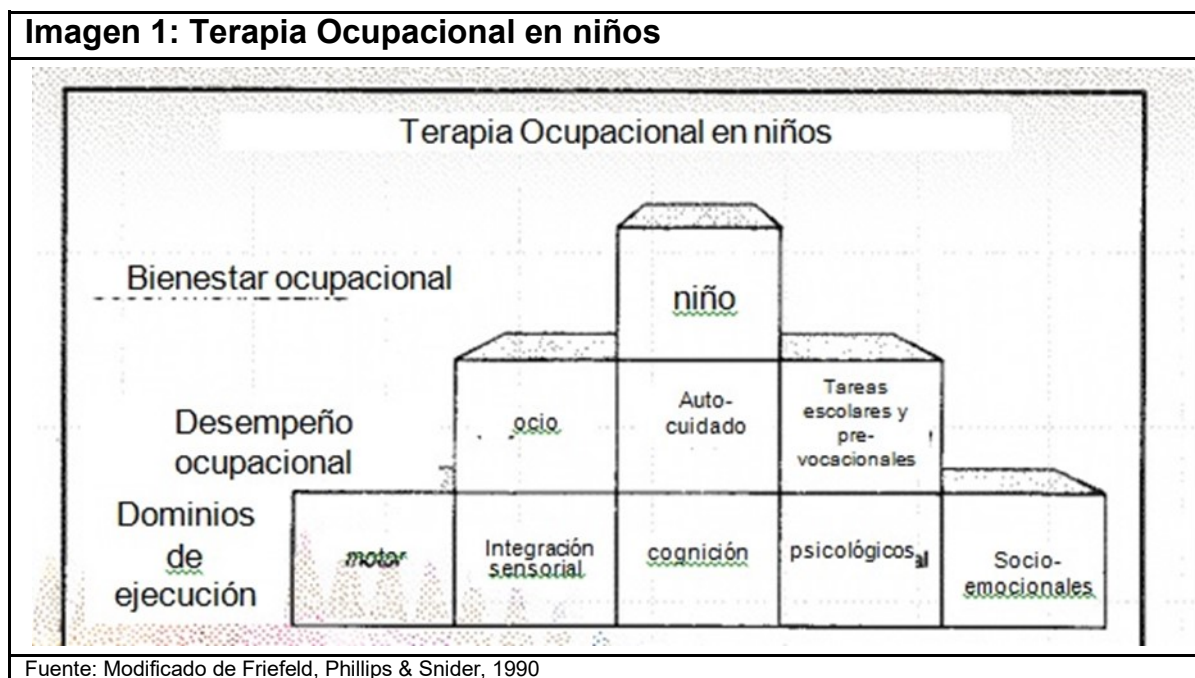 Imagen 1: Terapia Ocupacional en niños
Terapia Ocupacional en niños
Bienestar ocupacional
niño
Desempeño
ocupacional
ocio
Auto-
cuidado
Tareas
escolares y
pre-
vocacionales
Dominios
de
ejecución
motor
Integración
sensorial
cognición
psicológicos
al
Socio-
emocionales
Fuente: Modificado de Friefeld, Phillips & Snider, 1990